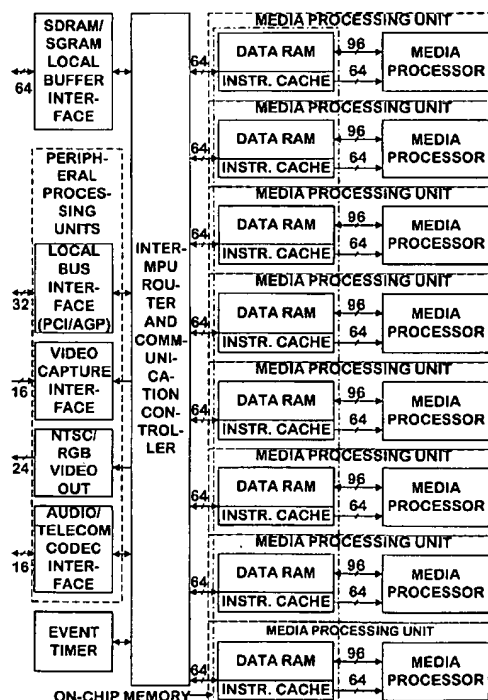 SDRAM/
SGRAM
LOCAL
BUFFER
INTER-
FACE
64
PERIPH-
ERAL
PROCES-
SSING
UNITS
LOCAL
BUS
INTER-
FACE
(PCI/AGP)
32
VIDEO
CAPTURE
INTER-
FACE
16
NTSC/
RGB
VIDEO
OUT
24
AUDIO/
TELECOM
CODEC
INTER-
FACE
16
EVENT
TIMER
INTER-
MPU
ROU-
TER
AND
COMM-
UNI-
CA-
TION
CON-
TROL-
LER
MEDIA PROCESSING UNIT
64
DATA RAM
INSTR. CACHE
96
64
MEDIA
PROCESSOR
MEDIA PROCESSING UNIT
64
DATA RAM
INSTR. CACHE
96
64
MEDIA
PROCESSOR
MEDIA PROCESSING UNIT
64
DATA RAM
INSTR. CACHE
96
64
MEDIA
PROCESSOR
MEDIA PROCESSING UNIT
64
DATA RAM
INSTR. CACHE
96
64
MEDIA
PROCESSOR
MEDIA PROCESSING UNIT
64
DATA RAM
INSTR. CACHE
96
64
MEDIA
PROCESSOR
MEDIA PROCESSING UNIT
64
DATA RAM
INSTR. CACHE
96
64
MEDIA
PROCESSOR
MEDIA PROCESSING UNIT
64
DATA RAM
INSTR. CACHE
96
64
MEDIA
PROCESSOR
MEDIA PROCESSING UNIT
64
DATA RAM
INSTR. CACHE
96
64
MEDIA
PROCESSOR
ON-CHIP MEMORY